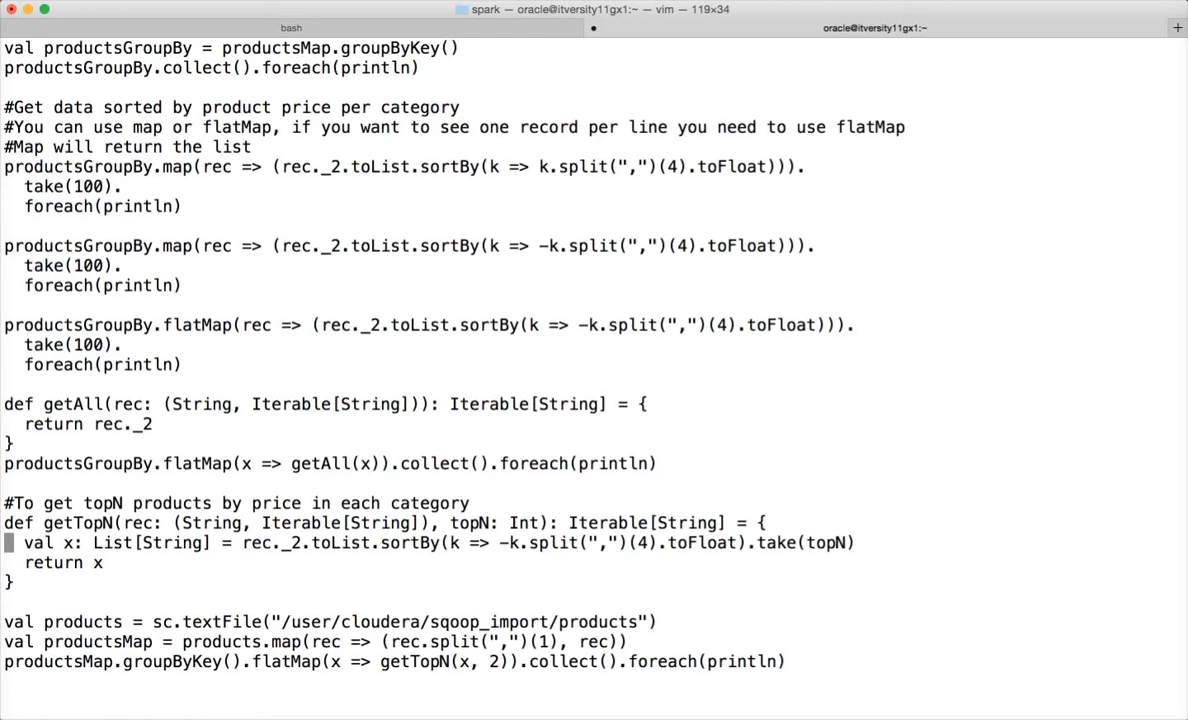 spark — oracle@itversity11gx1:~ — vim — 119x34
bash
oracle@itversity11gx1:~
+
val productsGroupBy = productsMap.groupByKey()
productsGroupBy.collect().foreach(println)
#Get data sorted by product price per category
#You can use map or flatMap, if you want to see one record per line you need to use flatMap
#Map will return the list
productsGroupBy.map(rec => (rec._2.toList.sortBy(k => k.split(",")(4).toFloat))).
  take(100).
  foreach(println)
productsGroupBy.map(rec => (rec._2.toList.sortBy(k => -k.split(",")(4).toFloat))).
  take(100).
  foreach(println)
productsGroupBy.flatMap(rec => (rec._2.toList.sortBy(k => -k.split(",")(4).toFloat))).
  take(100).
  foreach(println)
def getAll(rec: (String, Iterable[String])): Iterable[String] = {
  return rec._2
}
productsGroupBy.flatMap(x => getAll(x)).collect().foreach(println)
#To get topN products by price in each category
def getTopN(rec: (String, Iterable[String]), topN: Int): Iterable[String] = {
  val x: List[String] = rec._2.toList.sortBy(k => -k.split(",")(4).toFloat).take(topN)
  return x
}
val products = sc.textFile("/user/cloudera/sqoop_import/products")
val productsMap = products.map(rec => (rec.split(",")(1), rec))
productsMap.groupByKey().flatMap(x => getTopN(x, 2)).collect().foreach(println)